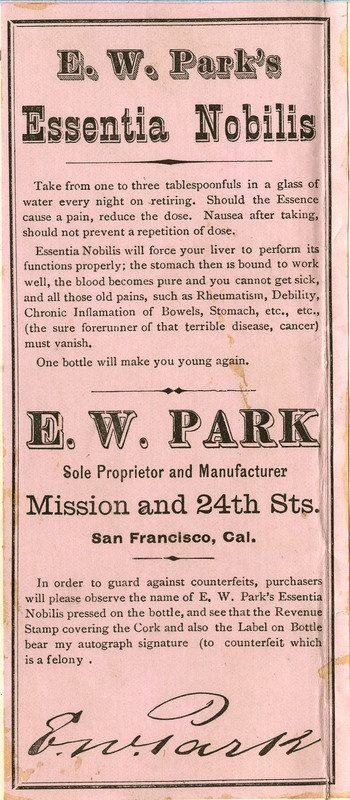 E. W. Park's
Essentia Nobilis
Take from one to three tablespoonfuls in a glass of
water every night on retiring. Should the Essence
cause a pain, reduce the dose. Nausea after taking,
should not prevent a repetition of dose.
Essentia Nobilis will force your liver to perform its
functions properly; the stomach then is bound to work
well, the blood becomes pure and you cannot get sick,
and all those old pains, such as Rheumatism, Debility,
Chronic Inflamation of Bowels, Stomach, etc., etc.,
(the sure forerunner of that terrible disease, cancer)
must vanish.
One bottle will make you young again.
E. W. PARK
Sole Proprietor and Manufacturer
Mission and 24th Sts.
San Francisco, Cal.
In order to guard against counterfeits, purchasers
will please observe the name of E. W. Park's Essentia
Nobilis pressed on the bottle, and see that the Revenue
Stamp covering the Cork and also the Label on Bottle
bear my autograph signature (to counterfeit which
is a felony .
E. W. Park